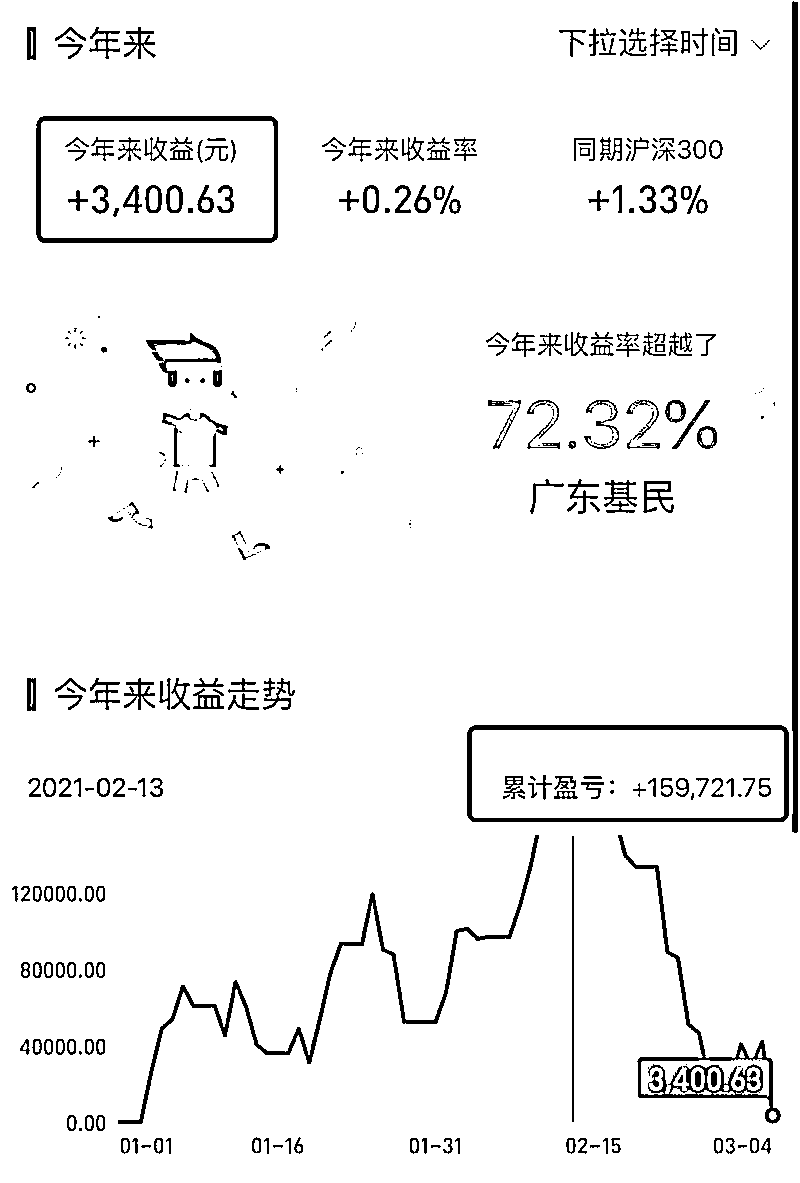 今年来
下拉选择时间
今年来收益(元)
今年来收益率
同期沪深300
+3,400.63
+0.26%
+1.33%
今年来收益率超越了
72.32%
广东基民
今年来收益走势
2021-02-13
累计盈亏：+159,721.75
120000.00
80000.00
40000.00
0.00
3,400.63
01-01
01-16
01-31
02-15
03-04